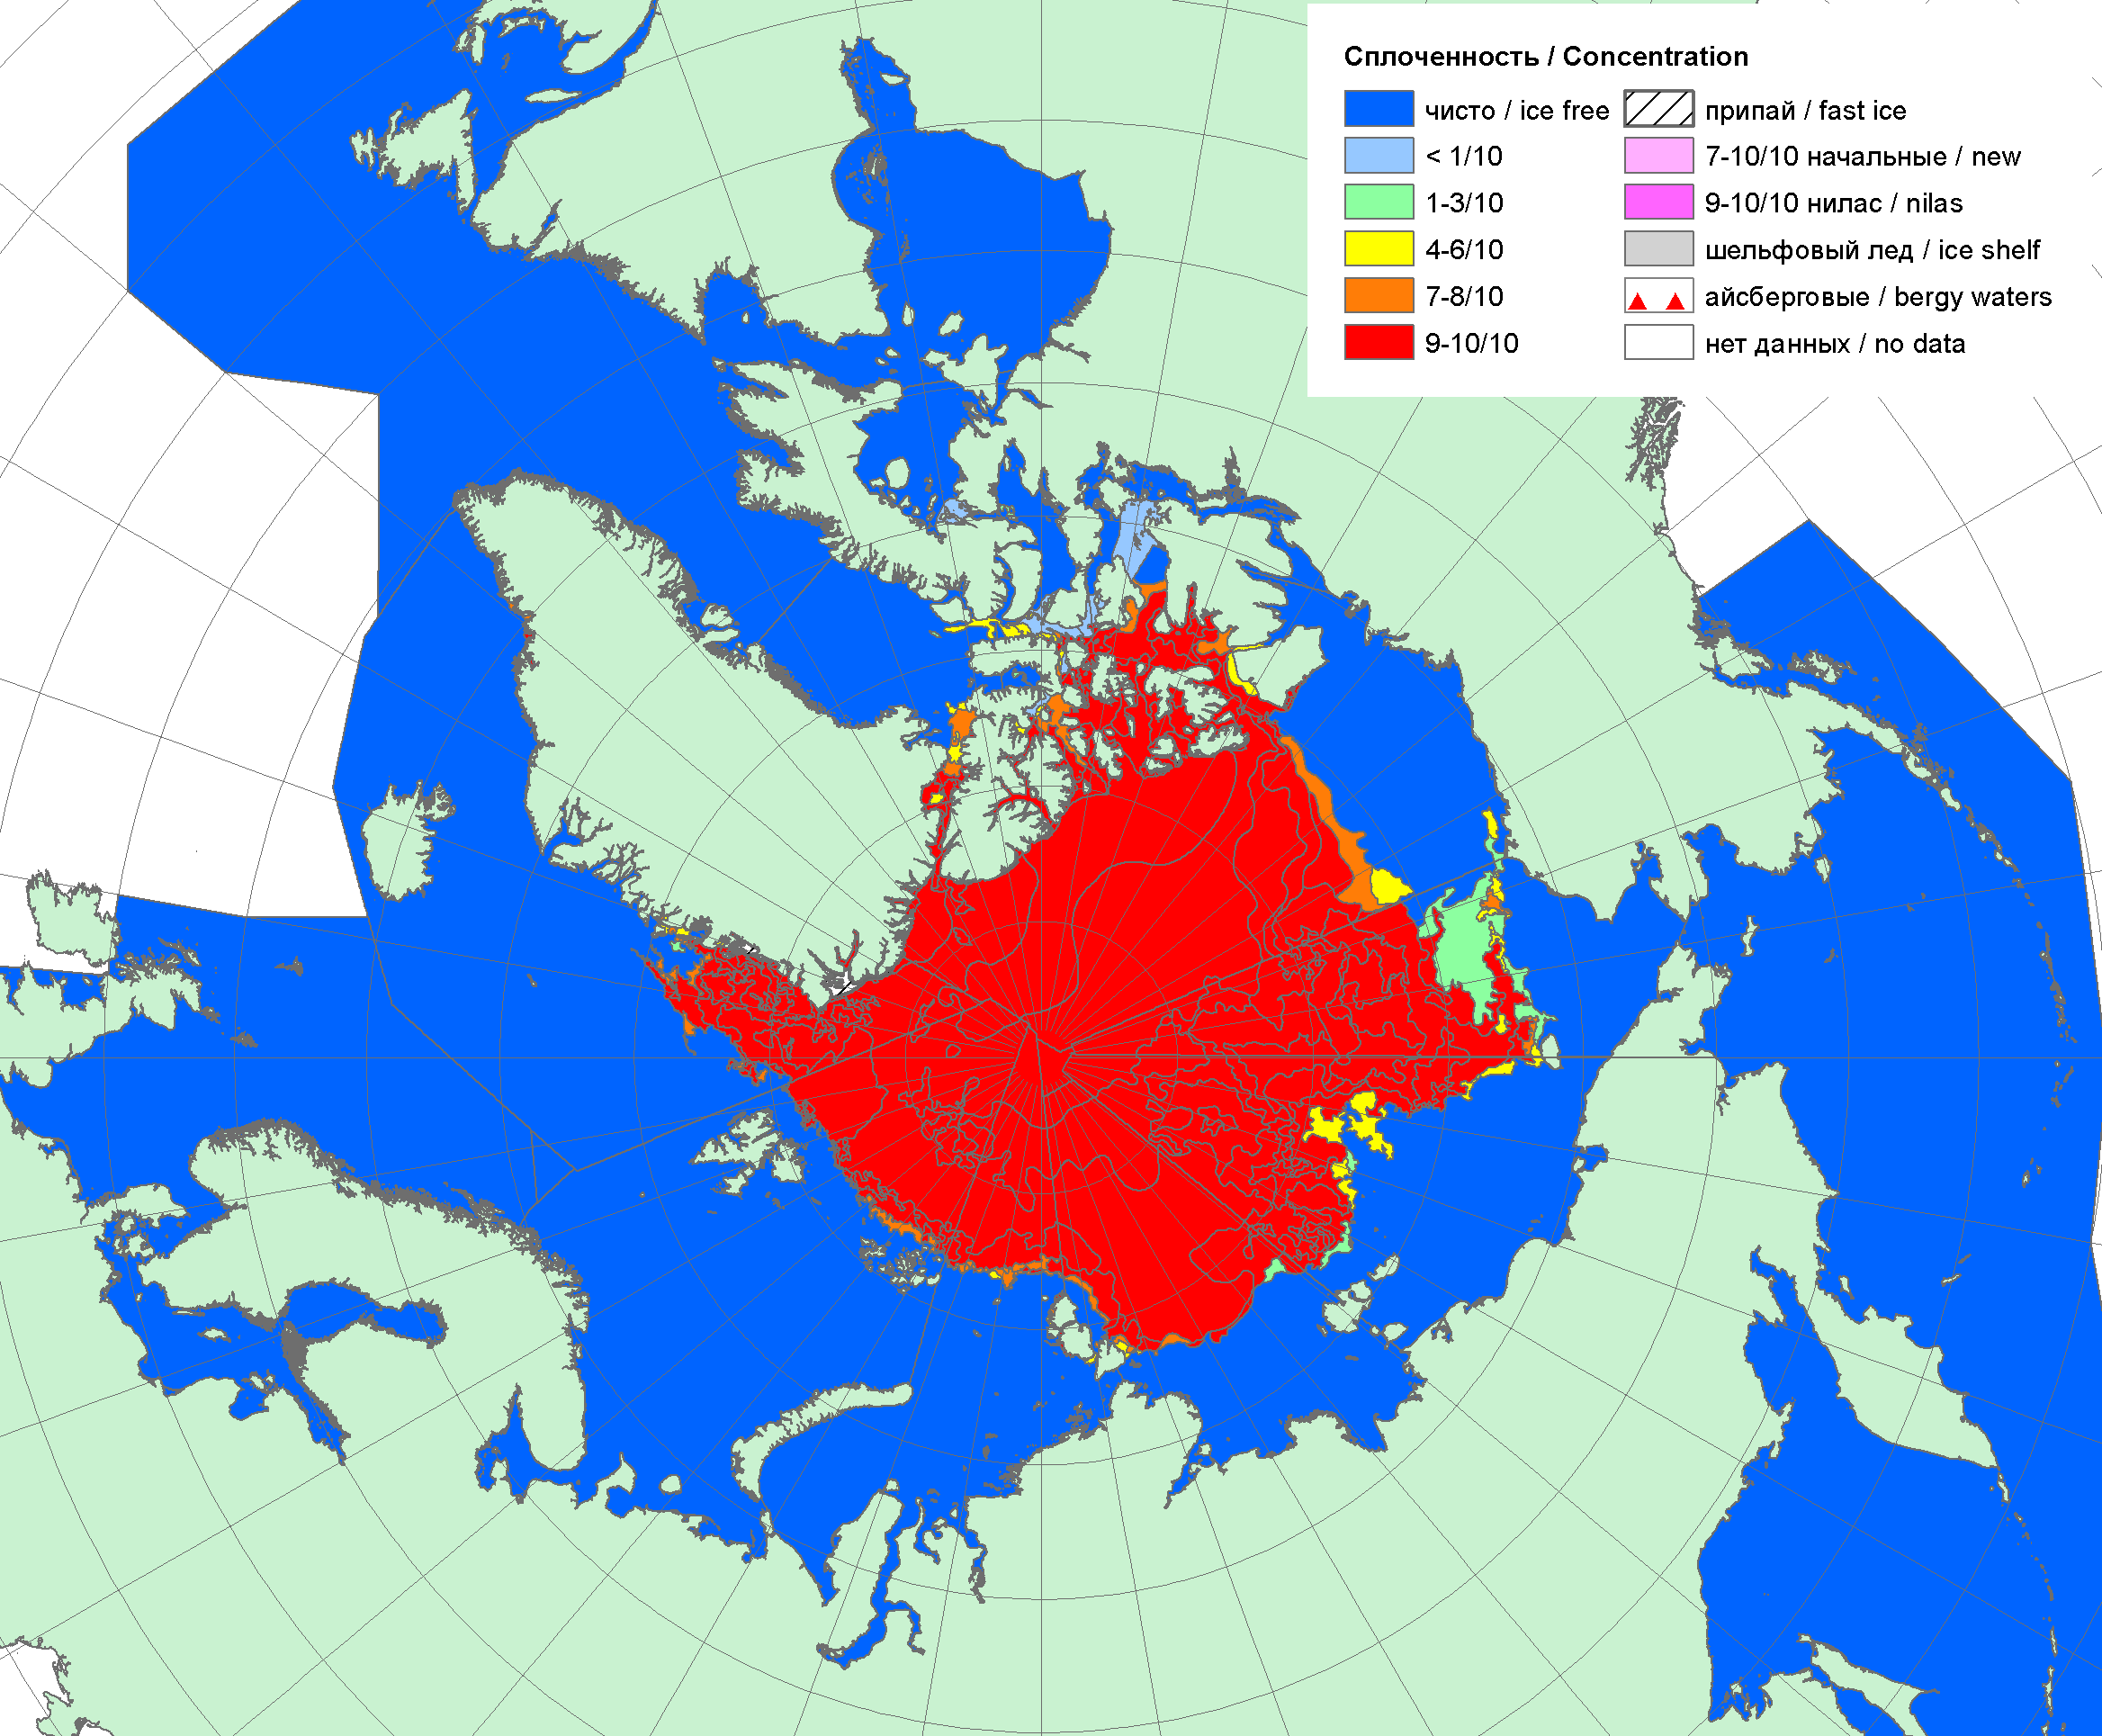 Сплоченность / Concentration
чисто / ice free
< 1/10
1-3/10
4-6/10
7-8/10
9-10/10
припай / fast ice
7-10/10 начальные / new
9-10/10 нилас / nilas
шельфовый лед / ice shelf
айсберговые / bergy waters
нет данных / no data